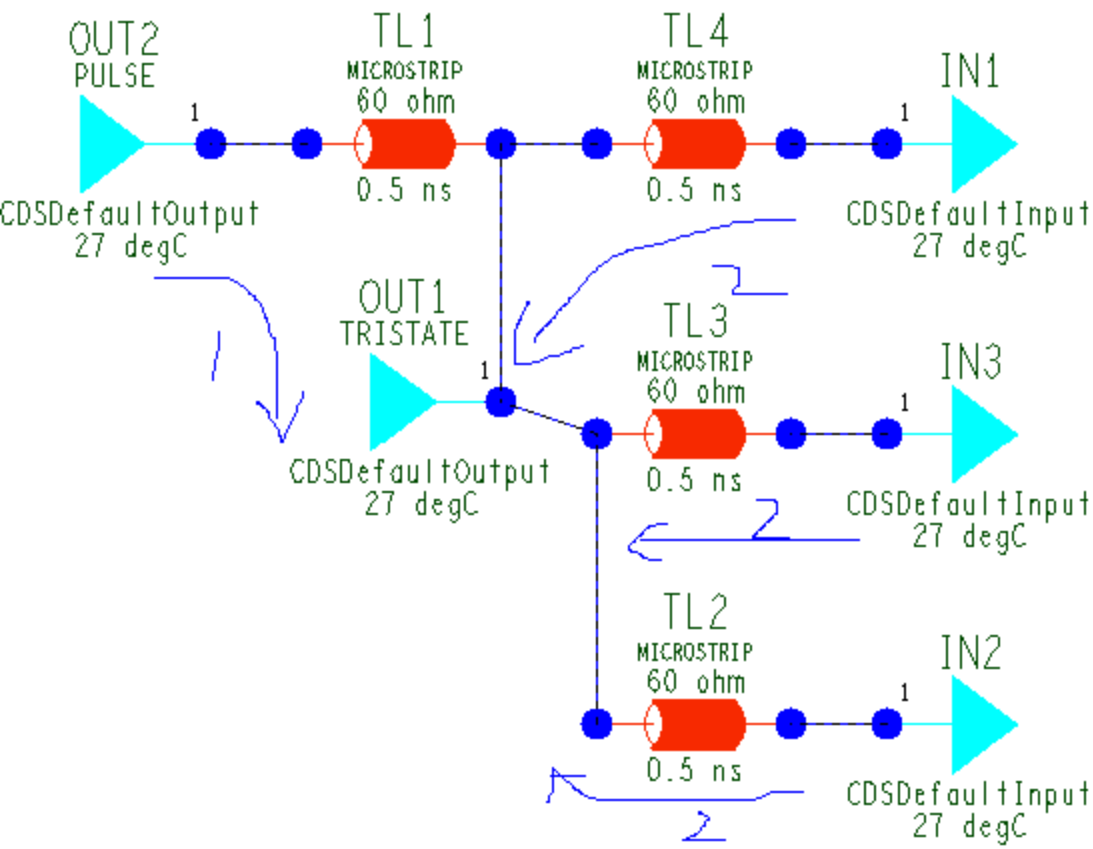 OUT2
PULSE
1
CDSDefaultOutput
27 degC
TL1
MICROSTRIP
60 ohm
0.5 ns
TL4
MICROSTRIP
60 ohm
0.5 ns
IN1
1
CDSDefaultInput
27 degC
1
2
OUT1
TRISTATE
1
CDSDefaultOutput
27 degC
TL3
MICROSTRIP
60 ohm
0.5 ns
IN3
1
CDSDefaultInput
27 degC
2
TL2
MICROSTRIP
60 ohm
0.5 ns
IN2
1
CDSDefaultInput
27 degC
2